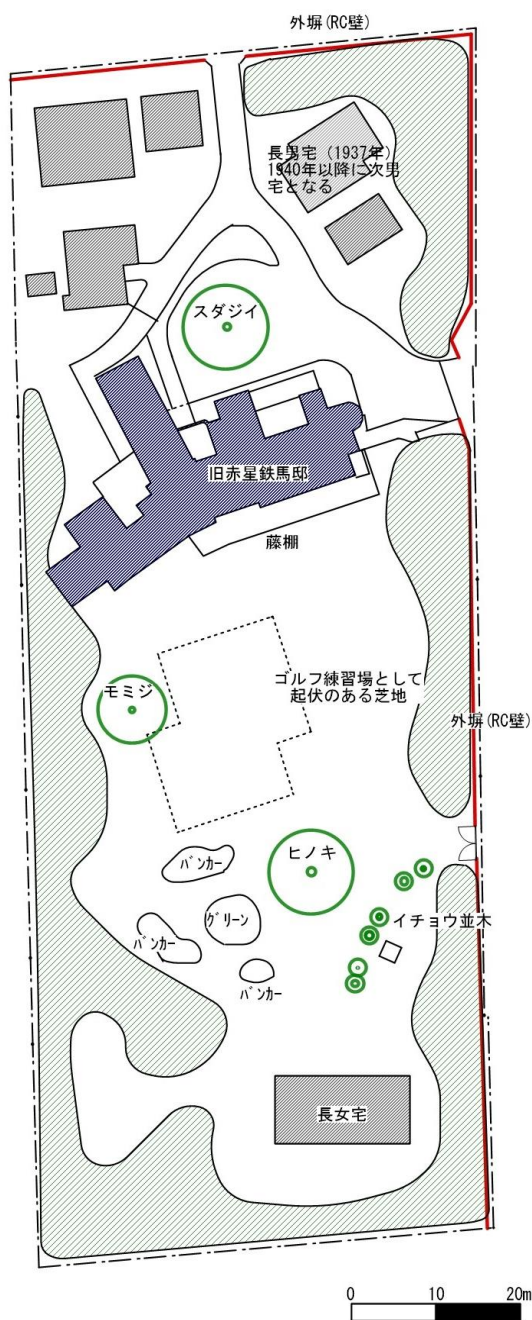 外塀(RC壁)
長男宅（1937年）
1940年以降に次男
宅となる
スダジイ
旧赤星鉄馬邸
藤棚
モミジ
ゴルフ練習場として
起伏のある芝地
外塀(RC壁)
バンカー
ヒノキ
グリーン
イチョウ並木
バンカー
バンカー
長女宅
0 10 20m